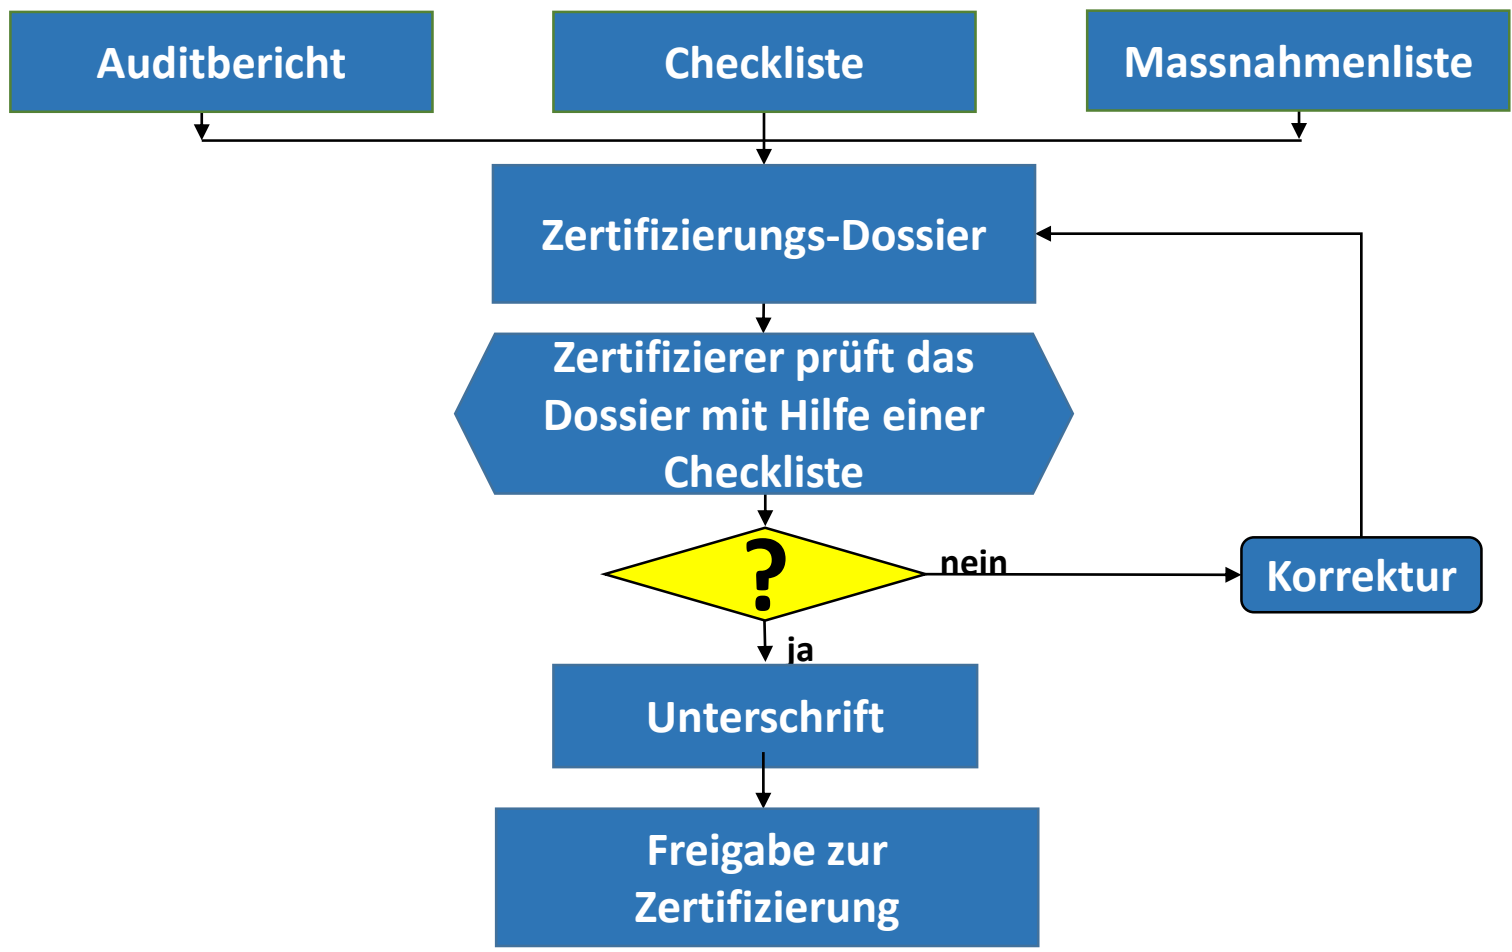 Auditbericht
Checkliste
Massnahmenliste
Zertifizierungs-Dossier
Zertifizierer prüft das
Dossier mit Hilfe einer
Checkliste
?
nein
Korrektur
ja
Unterschrift
Freigabe zur
Zertifizierung